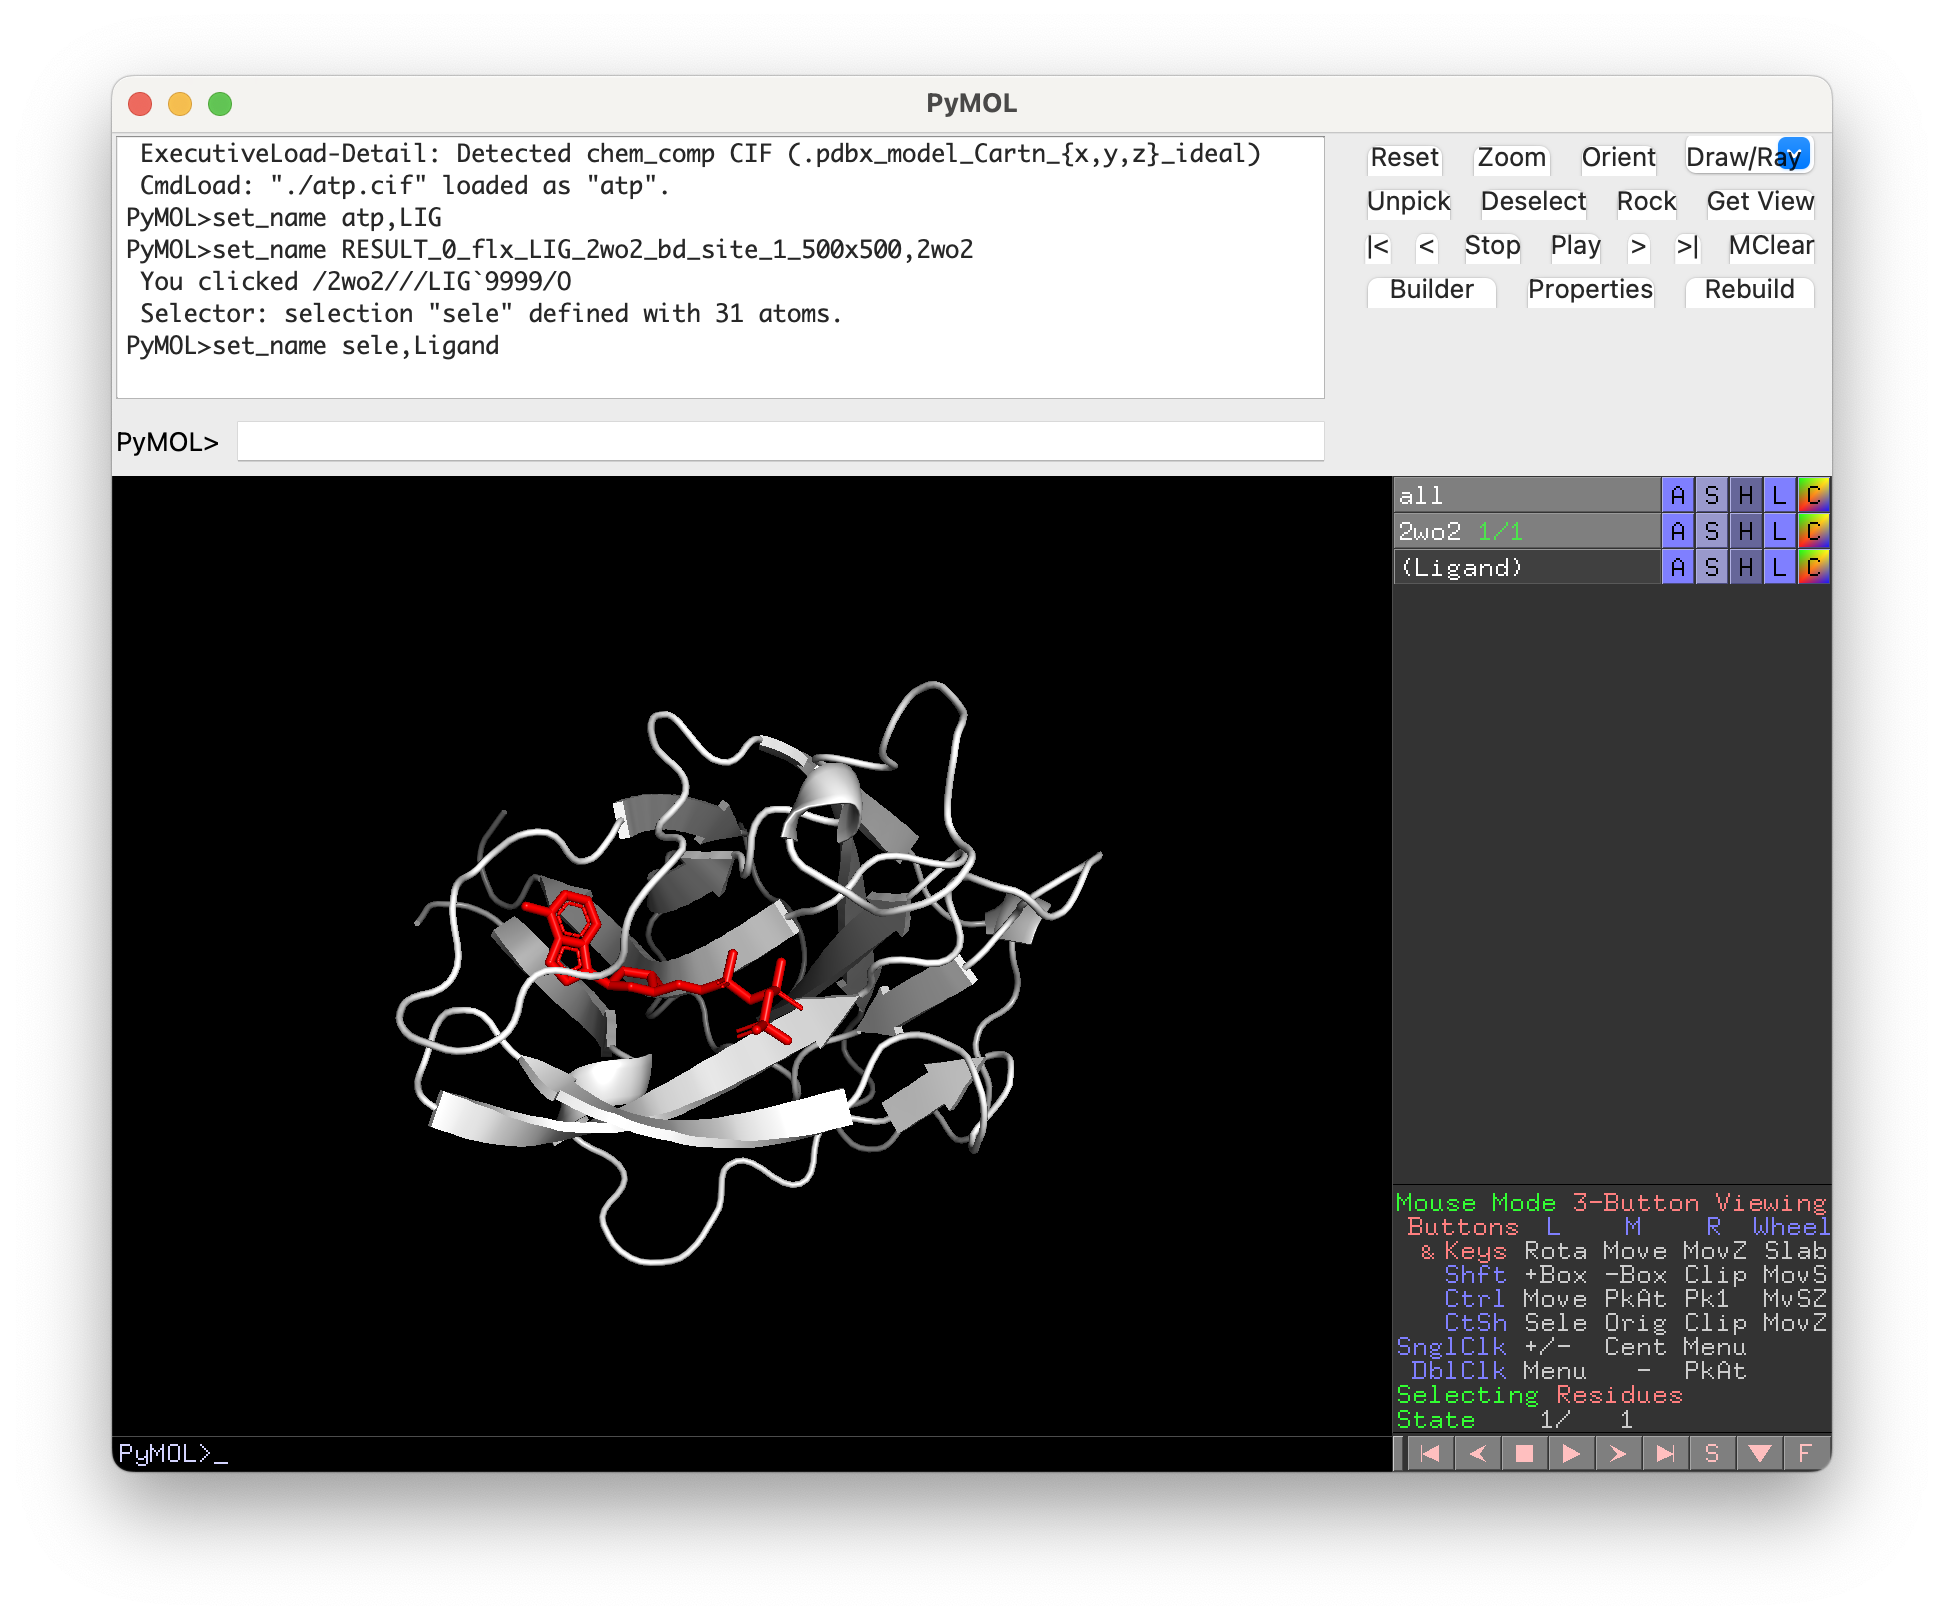 PyMOL
ExecutiveLoad-Detail: Detected chem_comp CIF (.pdbx_model_Cartn_{x,y,z}_ideal)
CmdLoad: "./atp.cif" loaded as "atp".
PyMOL>set_name atp,LIG
PyMOL>set_name RESULT_0_flx_LIG_2wo2_bd_site_1_500x500,2wo2
You clicked /2wo2///LIG`9999/O
Selector: selection "sele" defined with 31 atoms.
PyMOL>set_name sele,Ligand
PyMOL>
Reset Zoom Orient Draw/Ray
Unpick Deselect Rock Get View
|< < Stop Play > >| MClear
Builder Properties Rebuild
all A S H L C
2wo2 1/1 A S H L C
(Ligand) A S H L C
Mouse Mode 3-Button Viewing
Buttons L M R Wheel
& Keys Rota Move MovZ Slab
Shft +Box -Box Clip MovS
Ctrl Move PkAt Pk1 MvSZ
CtSh Sele Orig Clip MovZ
SnglClk +/- Cent Menu
DblClk Menu - PkAt
Selecting Residues
State 1/ 1
PyMOL>_
S F